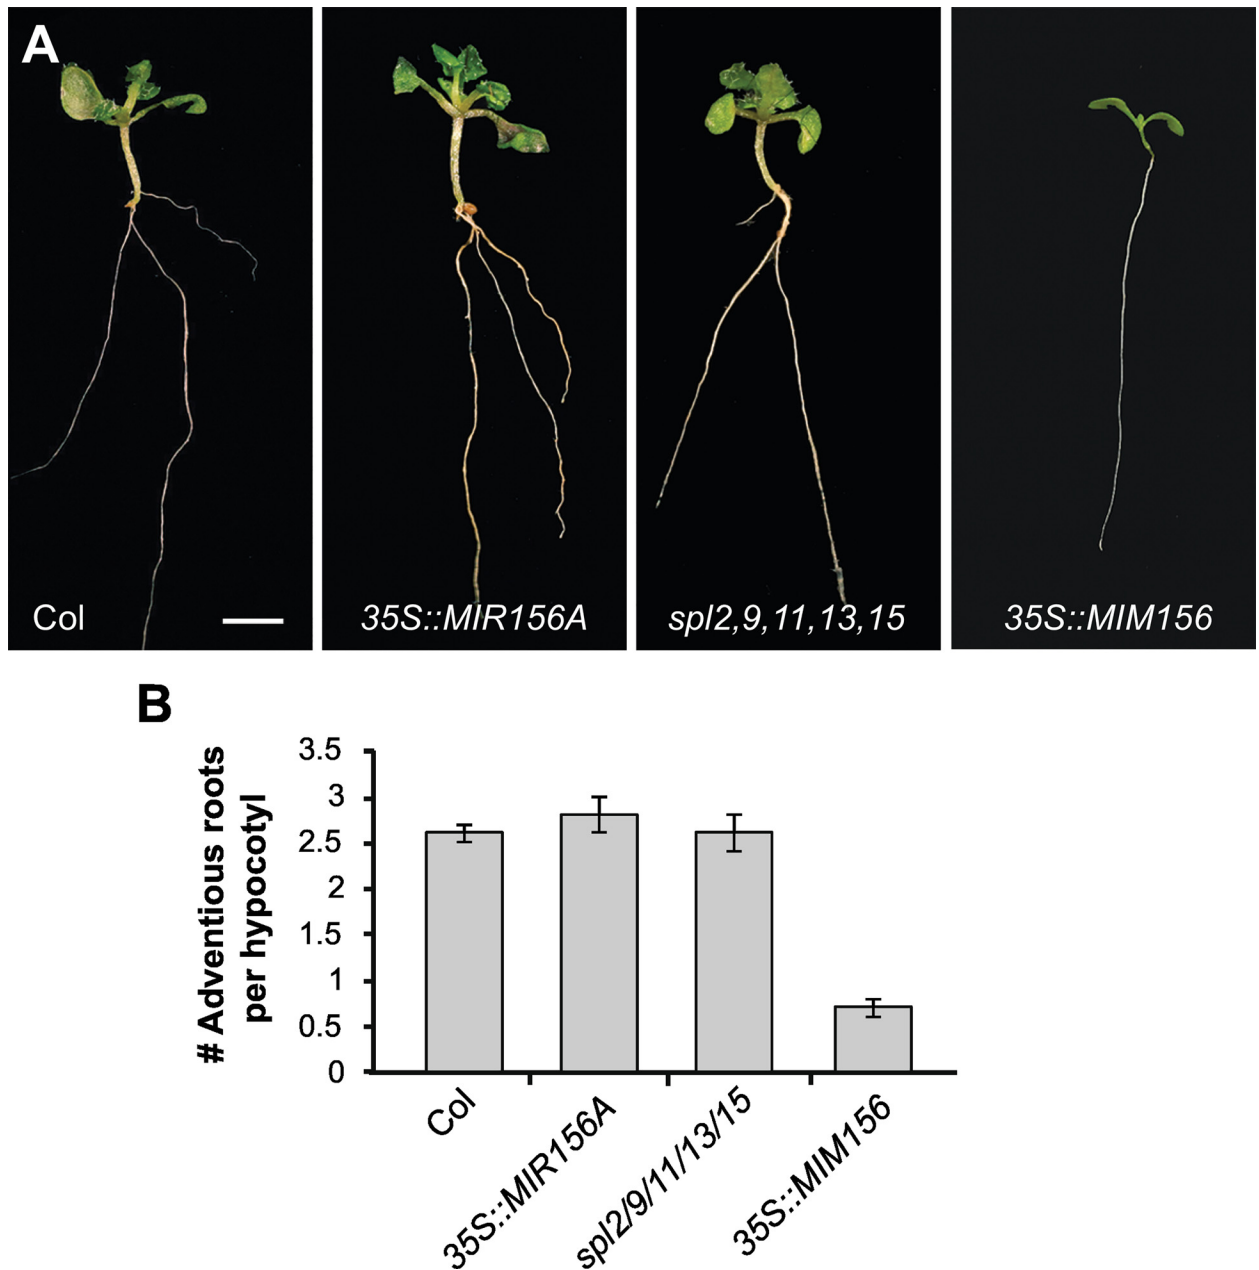 A
Col
35S::MIR156A
spl2,9,11,13,15
35S::MIM156
B
# Adventious roots
per hypocotyl
3.5
3
2.5
2
1.5
1
0.5
0
Col
35S::MIR156A
spl2/9/11/13/15
35S::MIM156